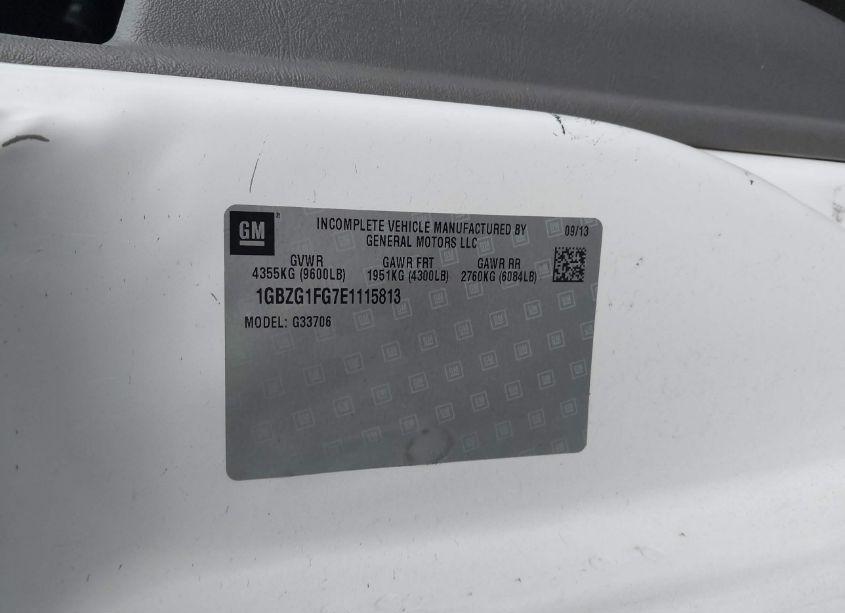 GM
INCOMPLETE VEHICLE MANUFACTURED BY
GENERAL MOTORS LLC
09/13
GVWR GAWR FRT GAWR RR
4355KG (9600LB) 1951KG (4300LB) 2760KG (6084LB)
1GBZG1FG7E1115813
MODEL: G33706